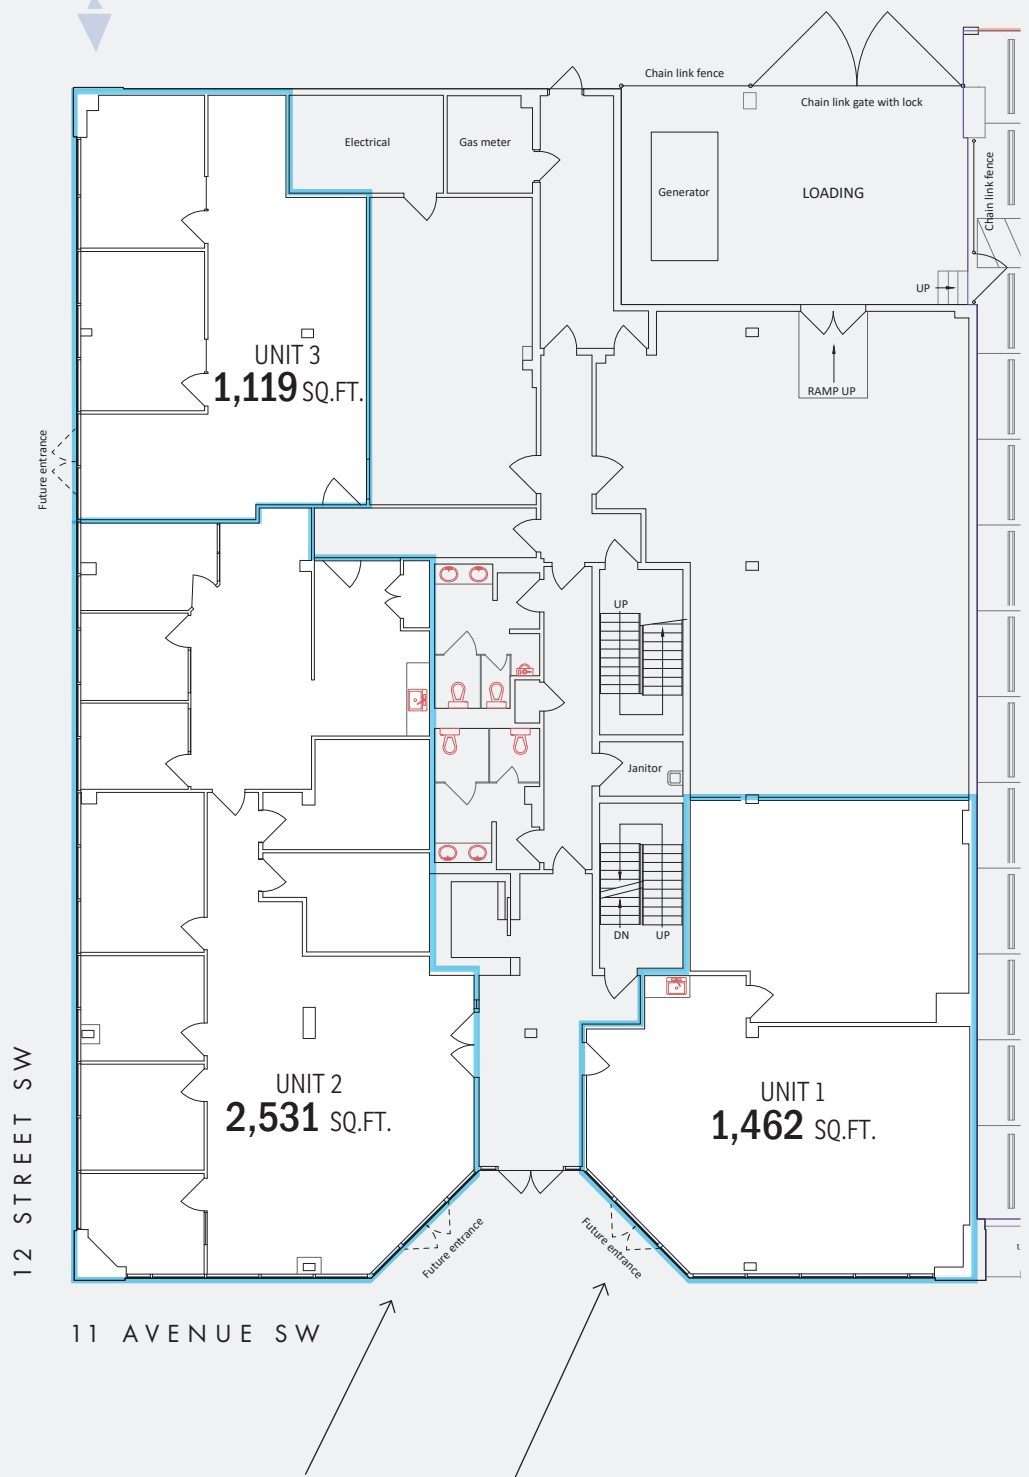 Chain link fence
Chain link gate with lock
Electrical
Gas meter
Generator
LOADING
Chain link fence
UP
RAMP UP
UNIT 3
1,119 SQ.FT.
Future entrance
UP
Janitor
DN
UP
UNIT 2
2,531 SQ.FT.
UNIT 1
1,462 SQ.FT.
Future entrance
Future entrance
12 STREET SW
11 AVENUE SW